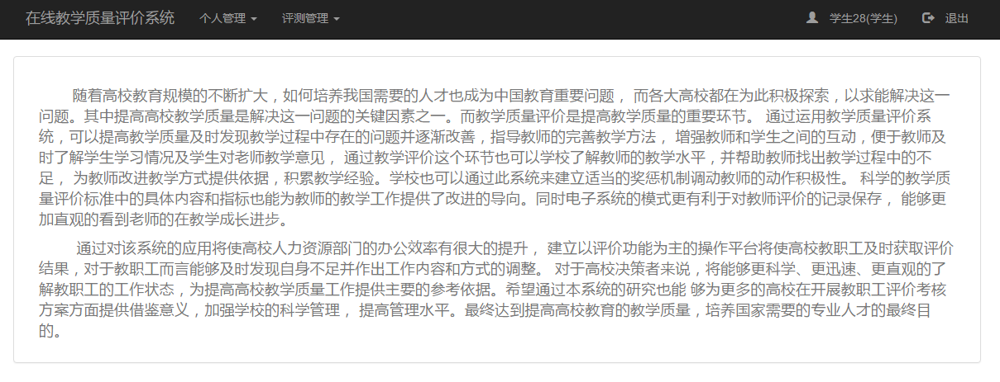 在线教学质量评价系统 个人管理 评测管理 学生28(学生) 退出
随着高校教育规模的不断扩大，如何培养我国需要的人才也成为中国教育重要问题， 而各大高校都在为此积极探索，以求能解决这一
问题。其中提高高校教学质量是解决这一问题的关键因素之一。而教学质量评价是提高教学质量的重要环节。 通过运用教学质量评价系
统，可以提高教学质量及时发现教学过程中存在的问题并逐渐改善，指导教师的完善教学方法， 增强教师和学生之间的互动，便于教师及
时了解学生学习情况及学生对老师教学意见， 通过教学评价这个环节也可以学校了解教师的教学水平，并帮助教师找出教学过程中的不
足， 为教师改进教学方式提供依据，积累教学经验。学校也可以通过此系统来建立适当的奖惩机制调动教师的动作积极性。 科学的教学质
量评价标准中的具体内容和指标也能为教师的教学工作提供了改进的导向。同时电子系统的模式更有利于对教师评价的记录保存， 能够更
加直观的看到老师的在教学成长进步。
通过对该系统的应用将使高校人力资源部门的办公效率有很大的提升， 建立以评价功能为主的操作平台将使高校教职工及时获取评价
结果，对于教职工而言能够及时发现自身不足并作出工作内容和方式的调整。 对于高校决策者来说，将能够更科学、更迅速、更直观的了
解教职工的工作状态，为提高高校教学质量工作提供主要的参考依据。希望通过本系统的研究也能 够为更多的高校在开展教职工评价考核
方案方面提供借鉴意义，加强学校的科学管理， 提高管理水平。最终达到提高高校教育的教学质量，培养国家需要的专业人才的最终目
的。